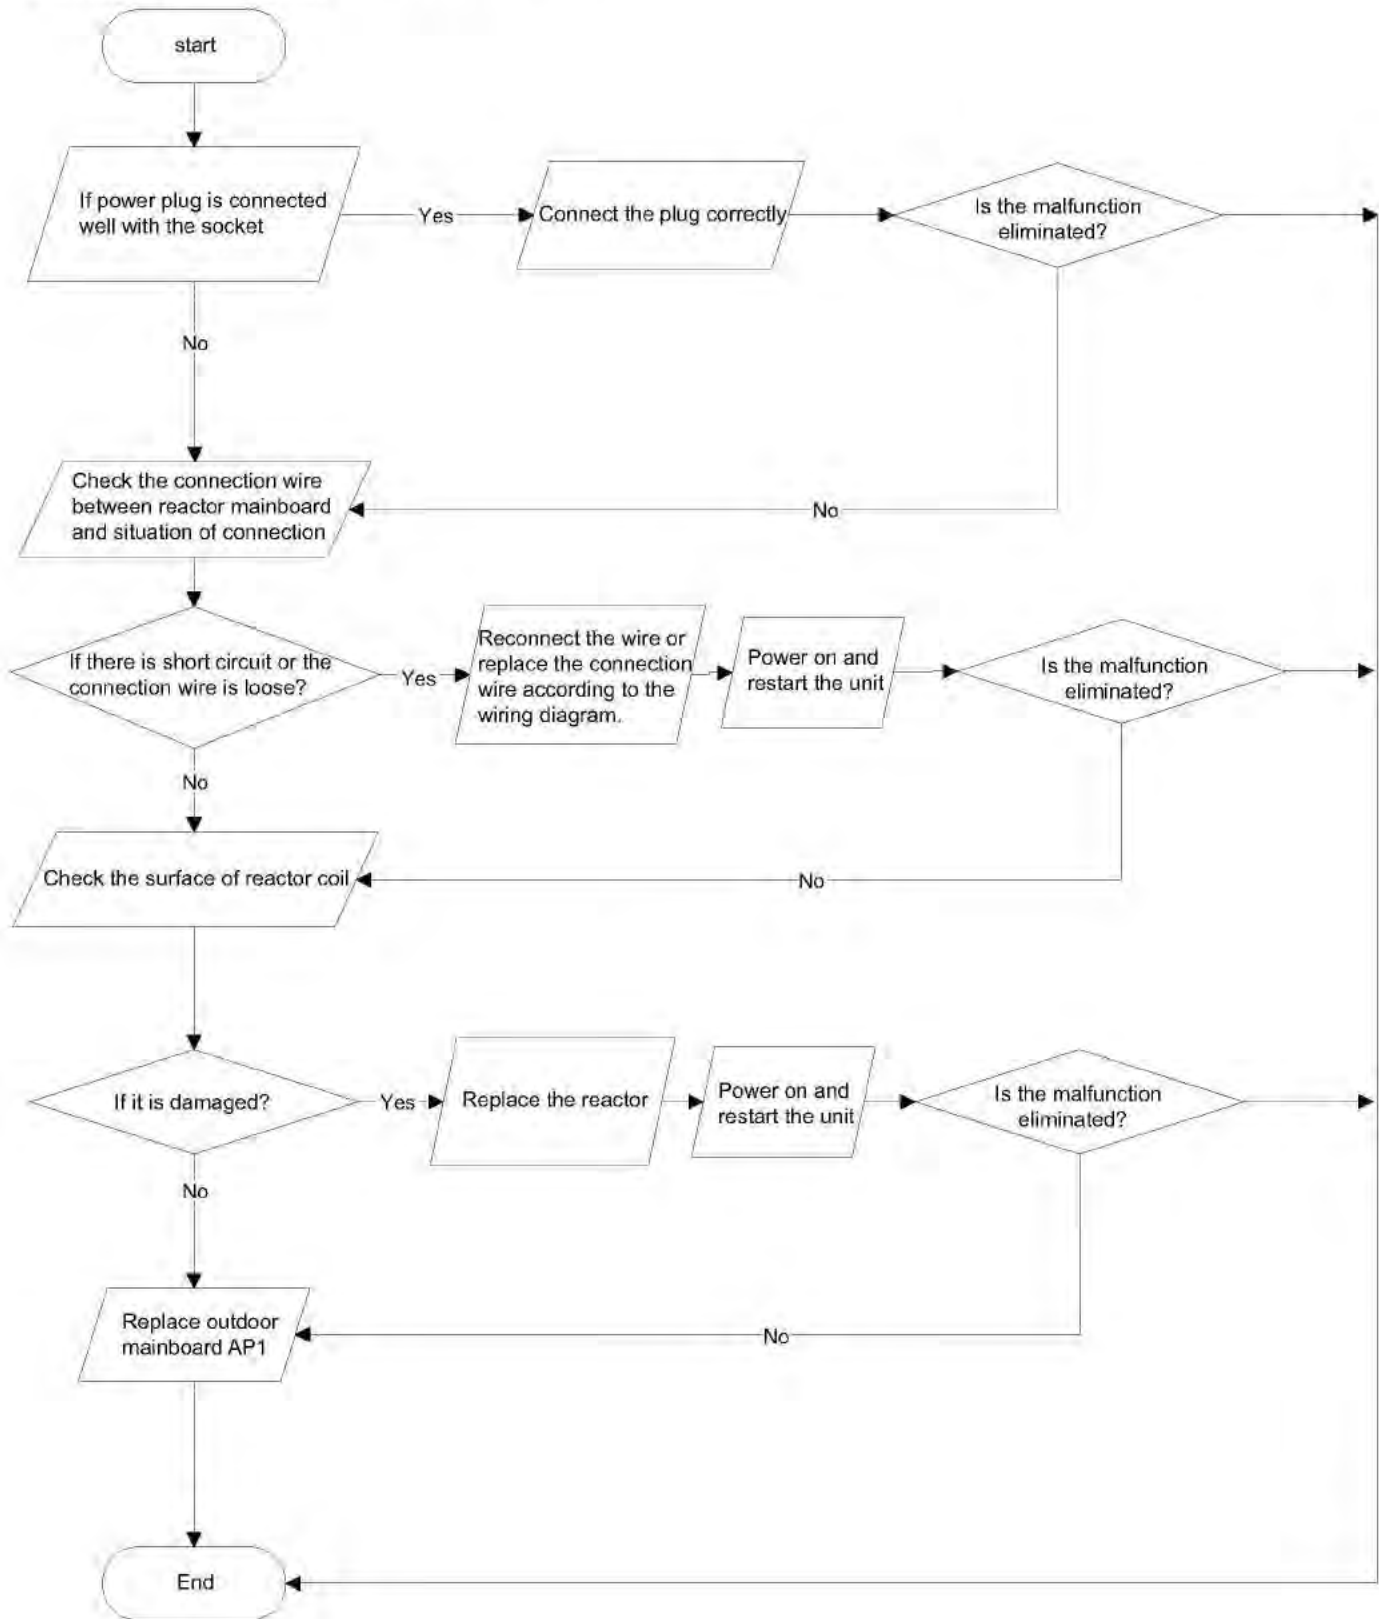 start
If power plug is connected
well with the socket
Yes
Connect the plug correctly
Is the malfunction
eliminated?
No
Check the connection wire
between reactor mainboard
and situation of connection
No
If there is short circuit or the
connection wire is loose?
Yes
Reconnect the wire or
replace the connection
wire according to the
wiring diagram.
Power on and
restart the unit
Is the malfunction
eliminated?
No
Check the surface of reactor coil
No
If it is damaged?
Yes
Replace the reactor
Power on and
restart the unit
Is the malfunction
eliminated?
No
Replace outdoor
mainboard AP1
No
End